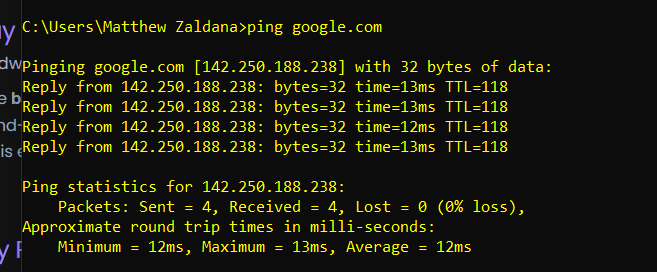 C:\Users\Matthew Zaldana>ping google.com
Pinging google.com [142.250.188.238] with 32 bytes of data:
Reply from 142.250.188.238: bytes=32 time=13ms TTL=118
Reply from 142.250.188.238: bytes=32 time=13ms TTL=118
Reply from 142.250.188.238: bytes=32 time=12ms TTL=118
Reply from 142.250.188.238: bytes=32 time=13ms TTL=118
Ping statistics for 142.250.188.238:
Packets: Sent = 4, Received = 4, Lost = 0 (0% loss),
Approximate round trip times in milli-seconds:
Minimum = 12ms, Maximum = 13ms, Average = 12ms